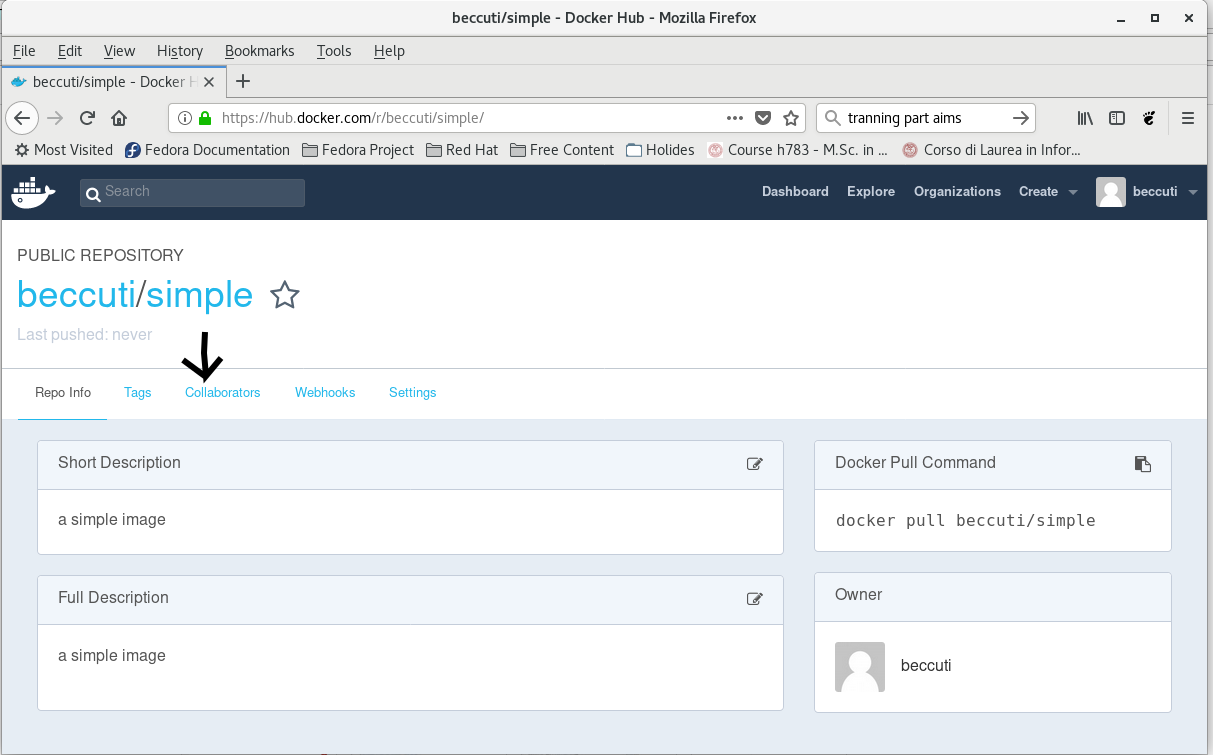 beccuti/simple - Docker Hub - Mozilla Firefox
File Edit View History Bookmarks Tools Help
beccuti/simple - Docker H
https://hub.docker.com/r/beccuti/simple/ tranning part aims
Most Visited Fedora Documentation Fedora Project Red Hat Free Content Holides Course h783 - M.Sc. in ... Corso di Laurea in Infor...
Search Dashboard Explore Organizations Create beccuti
PUBLIC REPOSITORY
beccuti/simple
Last pushed: never
Repo Info Tags Collaborators Webhooks Settings
Short Description
a simple image
Full Description
a simple image
Docker Pull Command
docker pull beccuti/simple
Owner
beccuti